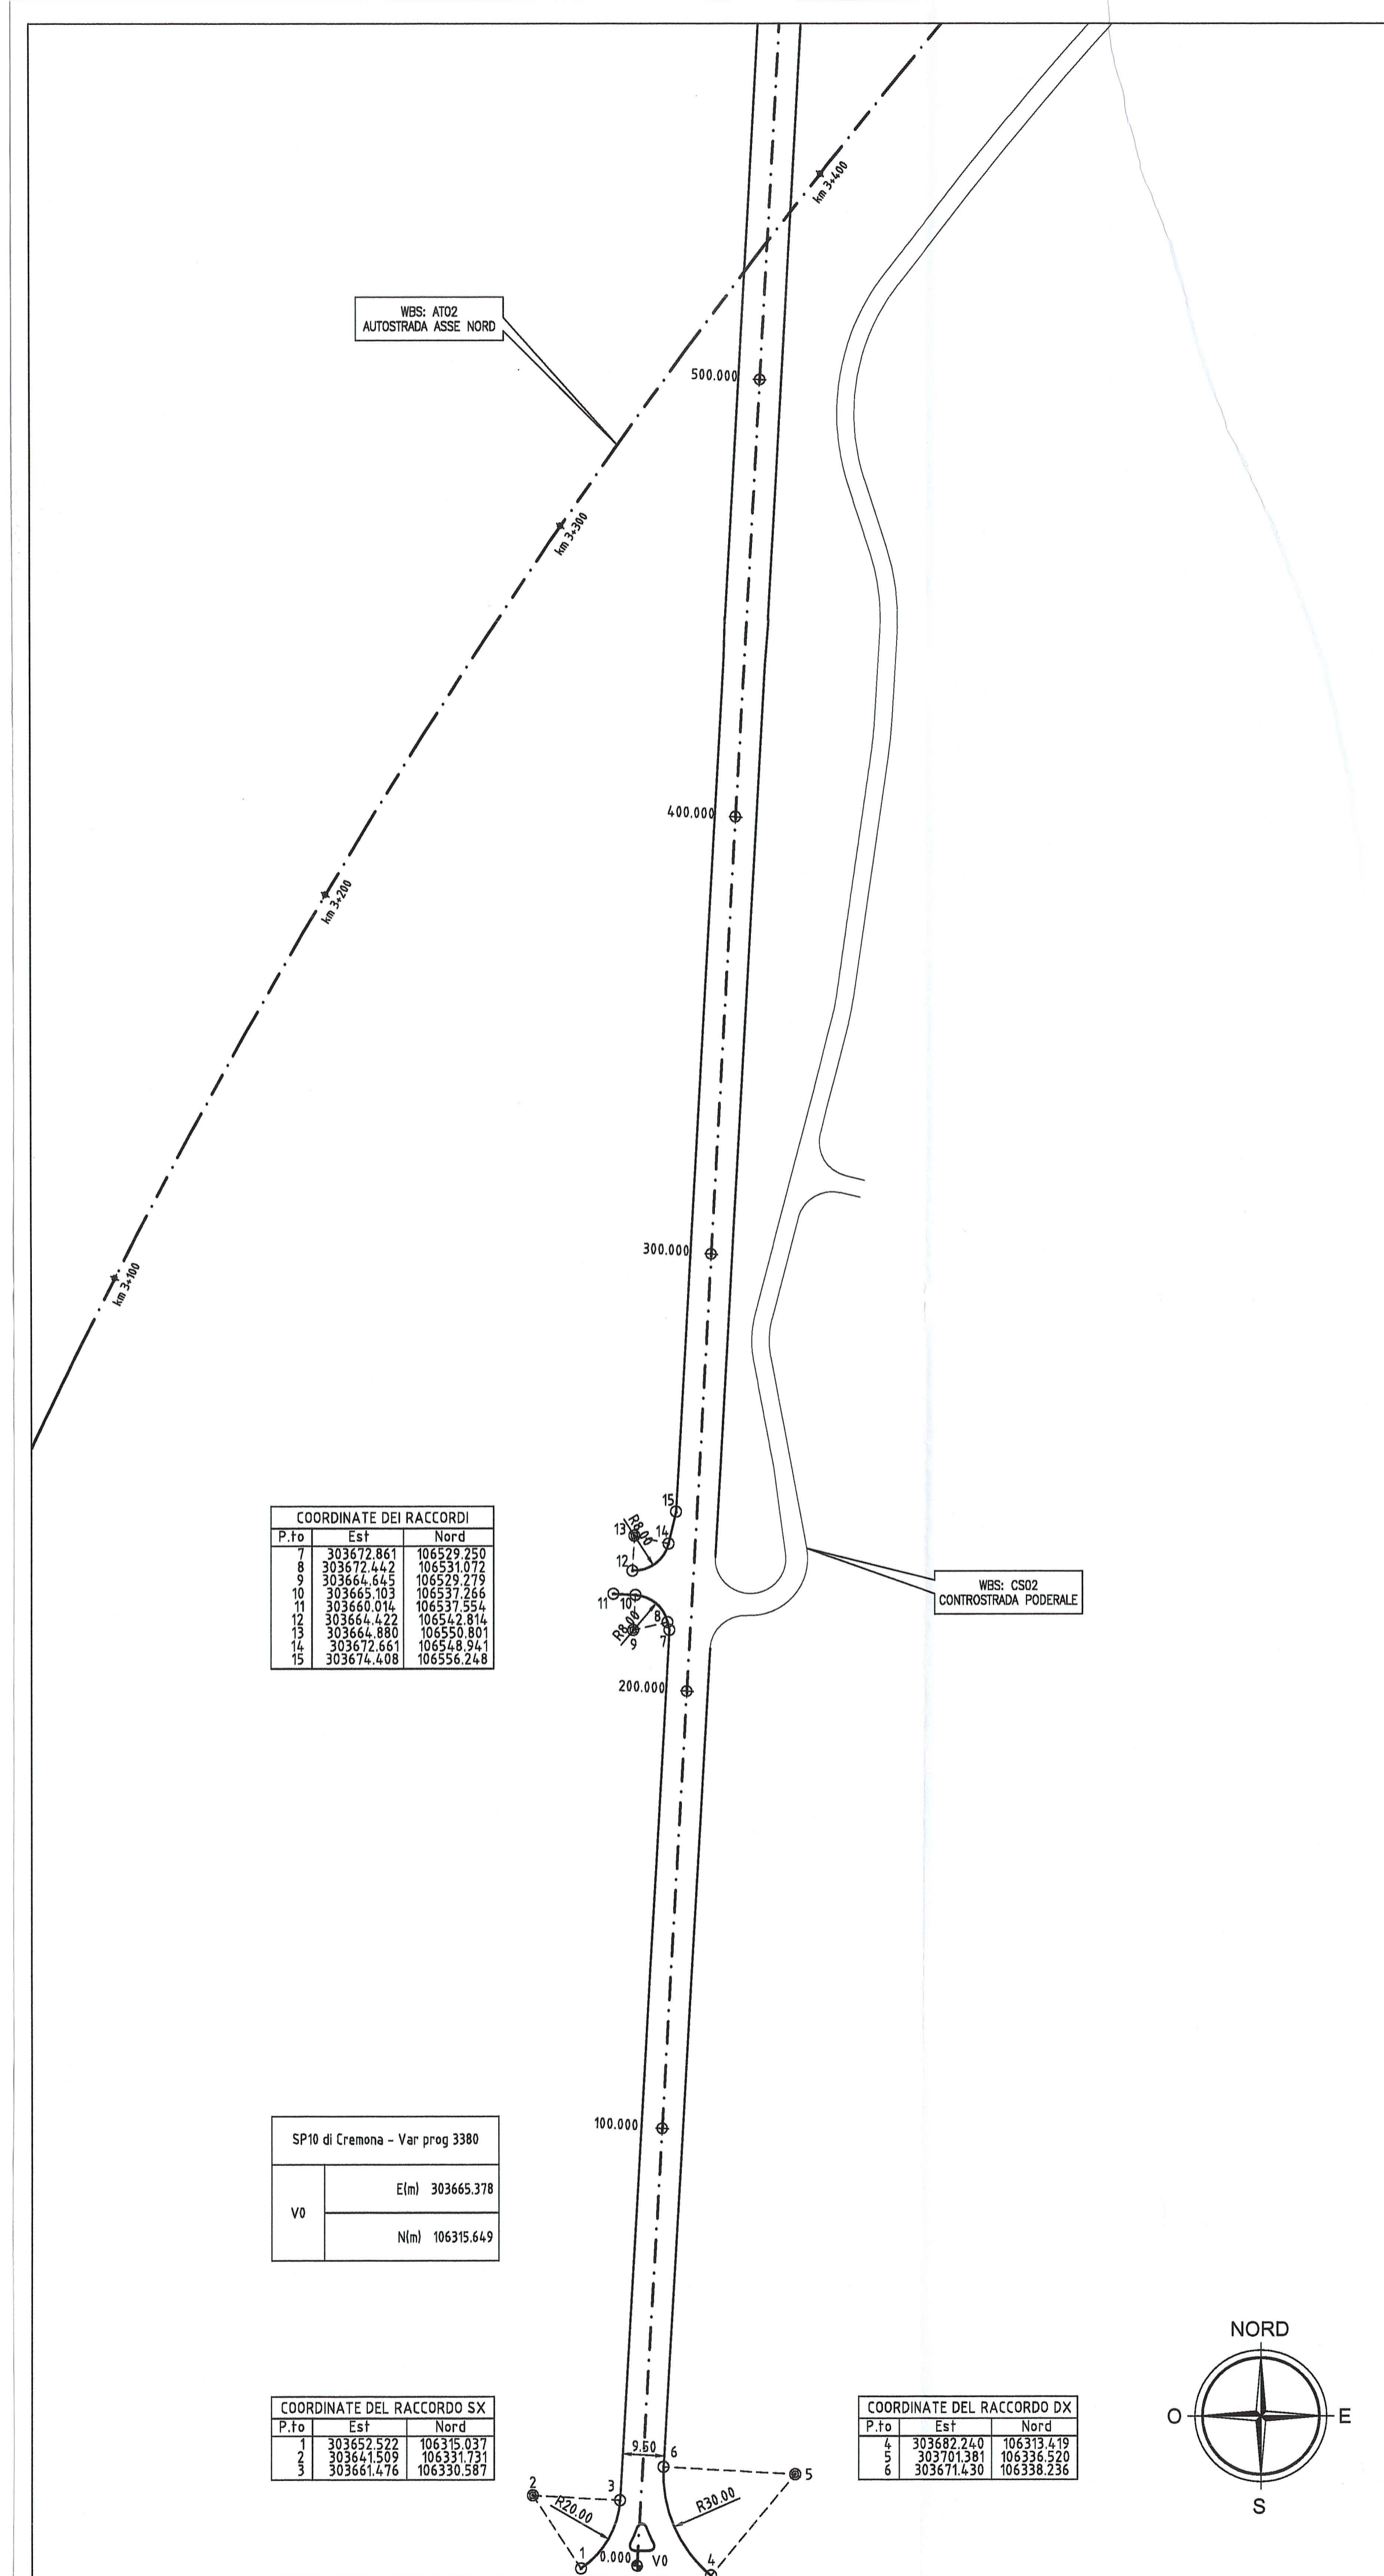 km 3+400
WBS: AT02
AUTOSTRADA ASSE NORD
500.000
km 3+300
400.000
km 3+200
300.000
km 3+100
COORDINATE DEI RACCORDI
P.to Est Nord
7 303672.861 106529.250
8 303672.442 106531.072
9 303664.645 106529.279
10 303665.103 106537.266
11 303660.014 106537.554
12 303664.422 106542.814
13 303664.880 106550.801
14 303672.661 106548.941
15 303674.408 106556.248
15
R8.00
13
14
12
11
10
8
R8.00
9
7
WBS: CS02
CONTROSTRADA PODERALE
200.000
100.000
SP10 di Cremona - Var prog 3380
V0
E(m) 303665.378
N(m) 106315.649
NORD
O
E
S
COORDINATE DEL RACCORDO SX
P.to Est Nord
1 303652.522 106315.037
2 303641.509 106331.731
3 303661.476 106330.587
COORDINATE DEL RACCORDO DX
P.to Est Nord
4 303682.240 106313.419
5 303701.381 106336.520
6 303671.430 106338.236
9.50
6
5
2
3
R20.00
R30.00
1
0.000
V0
4